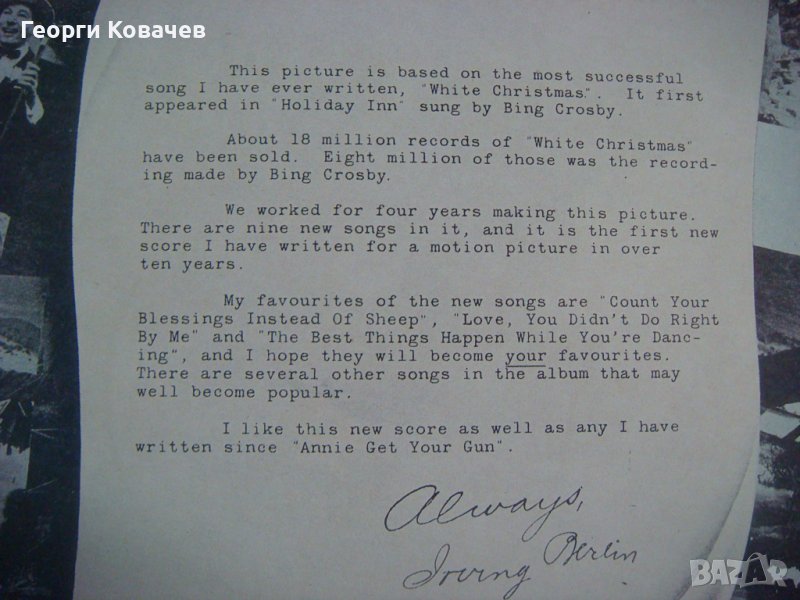 Георги Ковачев
This picture is based on the most successful
song I have ever written, "White Christmas". It first
appeared in "Holiday Inn" sung by Bing Crosby.
About 18 million records of "White Christmas"
have been sold. Eight million of those was the record-
ing made by Bing Crosby.
We worked for four years making this picture.
There are nine new songs in it, and it is the first new
score I have written for a motion picture in over
ten years.
My favourites of the new songs are "Count Your
Blessings Instead Of Sheep", "Love, You Didn't Do Right
By Me" and "The Best Things Happen While You're Danc-
ing", and I hope they will become your favourites.
There are several other songs in the album that may
well become popular.
I like this new score as well as any I have
written since "Annie Get Your Gun".
Always,
Irving Berlin
BAZAR